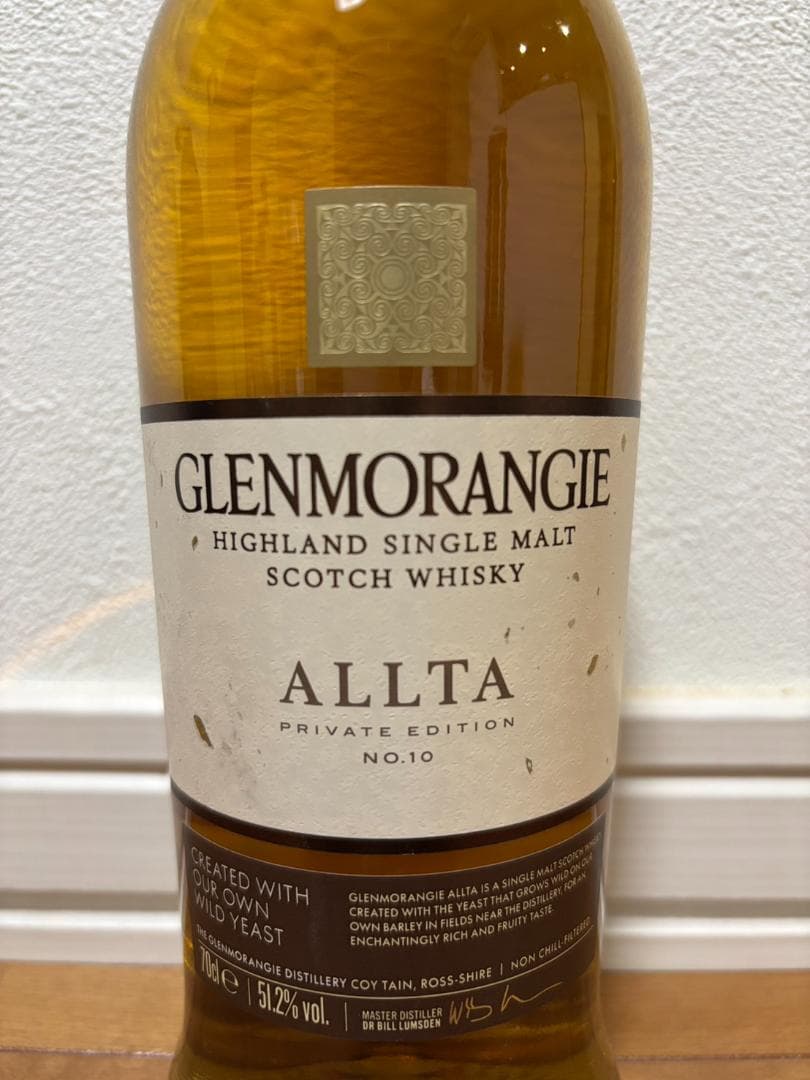 GLENMORANGIE
HIGHLAND SINGLE MALT
SCOTCH WHISKY
ALLTA
PRIVATE EDITION
NO.10
CREATED WITH
OUR OWN
WILD YEAST
GLENMORANGIE ALLTA IS A SINGLE MALT SCOTCH WHISKY
CREATED WITH THE YEAST THAT GROWS WILD ON OUR
OWN BARLEY IN FIELDS NEAR THE DISTILLERY, FOR AN
ENCHANTINGLY RICH AND FRUITY TASTE.
THE GLENMORANGIE DISTILLERY COY TAIN, ROSS-SHIRE | NON CHILL-FILTERED
70cl e | 51.2% vol. |
MASTER DISTILLER
DR BILL LUMSDEN